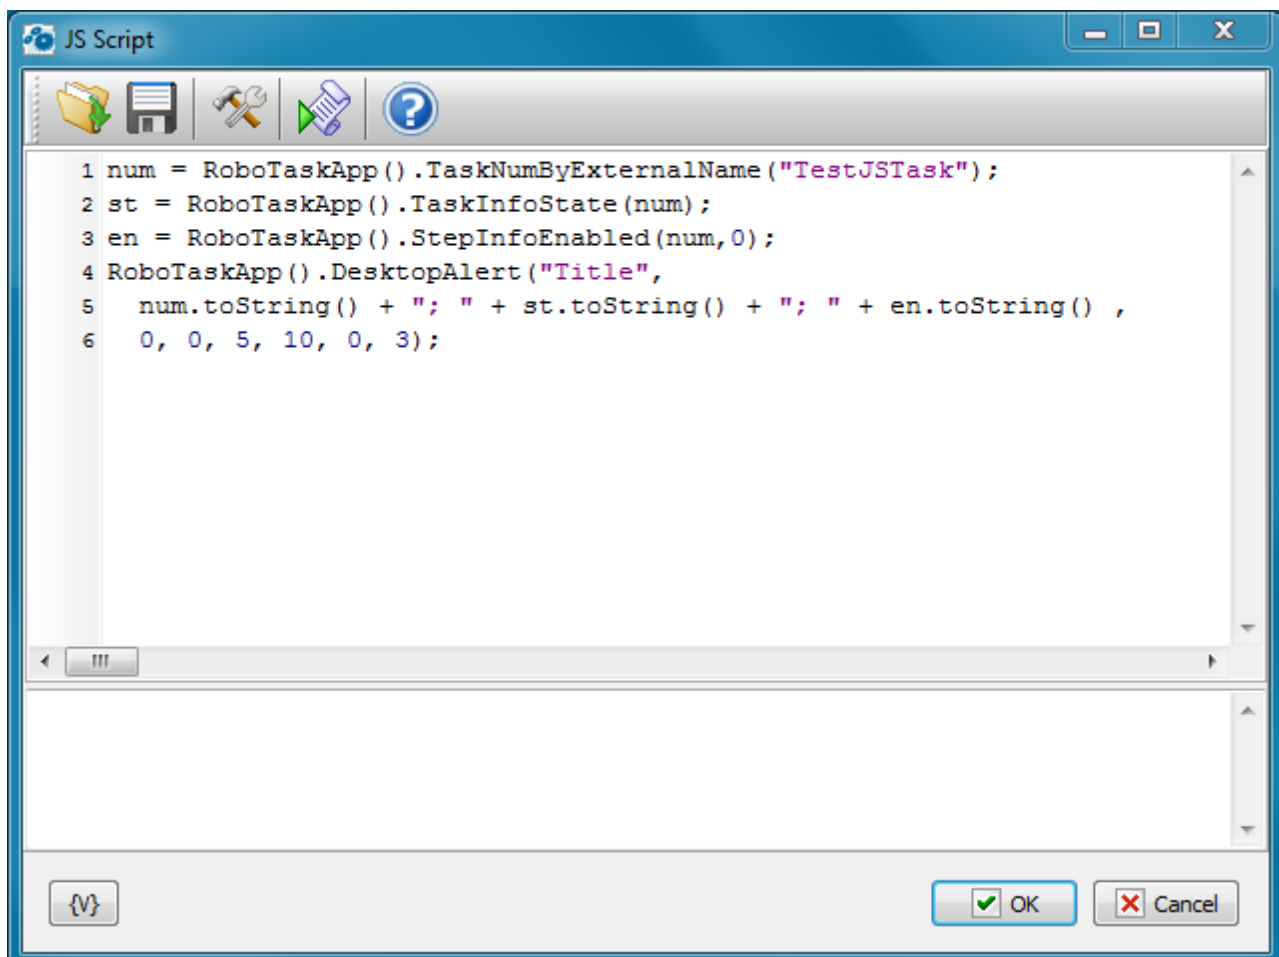 JS Script
1 num = RoboTaskApp().TaskNumByExternalName("TestJSTask");
2 st = RoboTaskApp().TaskInfoState(num);
3 en = RoboTaskApp().StepInfoEnabled(num,0);
4 RoboTaskApp().DesktopAlert("Title",
5   num.toString() + "; " + st.toString() + "; " + en.toString() ,
6   0, 0, 5, 10, 0, 3);
{V} OK Cancel